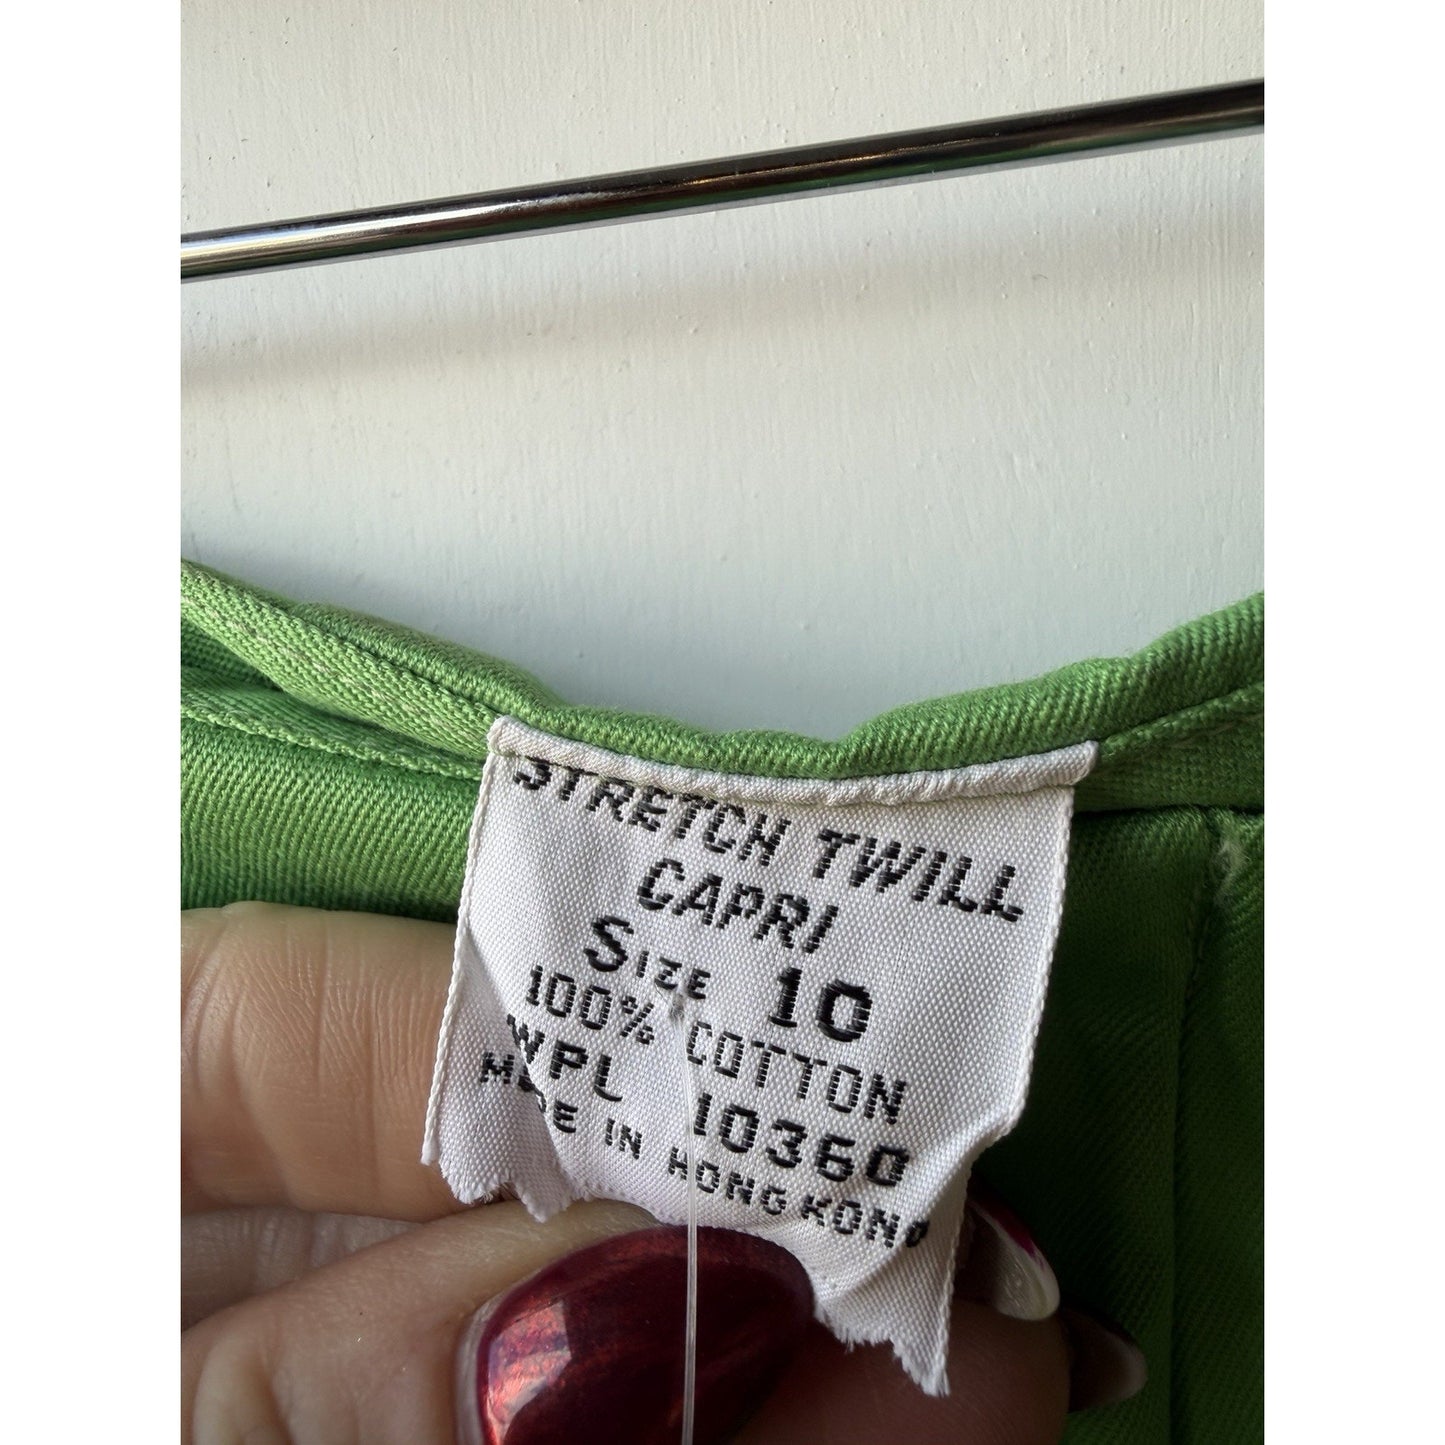 STRETCH TWILL
CAPRI
SIZE 10
100% COTTON
WPL 10360
MADE IN HONG KONG